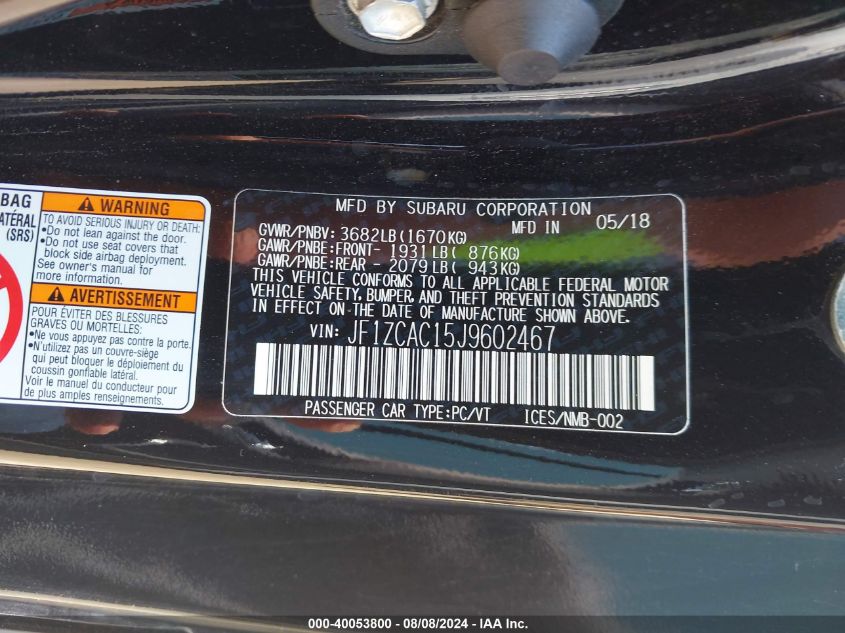 BAG
ATÉRAL
(SRS)
WARNING
TO AVOID SERIOUS INJURY OR DEATH:
•Do not lean against the door.
•Do not use seat covers that
block side airbag deployment.
See owner's manual for
more information.
AVERTISSEMENT
POUR ÉVITER DES BLESSURES
GRAVES OU MORTELLES:
•Ne vous appuyez pas contre la porte.
•N'utilizez pas un couvre-siège
qui peut bloquer le déploiement du
coussin gonflable latéral.
Voir le manuel du conducteur pour
de plus amples renseignements.
MFD BY SUBARU CORPORATION
MFD IN 05/18
GVWR/PNBV: 3682LB(1670KG)
GAWR/PNBE:FRONT- 1931LB( 876KG)
GAWR/PNBE:REAR - 2079LB( 943KG)
THIS VEHICLE CONFORMS TO ALL APPLICABLE FEDERAL MOTOR
VEHICLE SAFETY, BUMPER, AND THEFT PREVENTION STANDARDS
IN EFFECT ON THE DATE OF MANUFACTURE SHOWN ABOVE.
VIN: JF1ZCAC15J9602467
PASSENGER CAR TYPE:PC/VT ICES/NMB-002
000-40053800 - 08/08/2024 - IAA Inc.